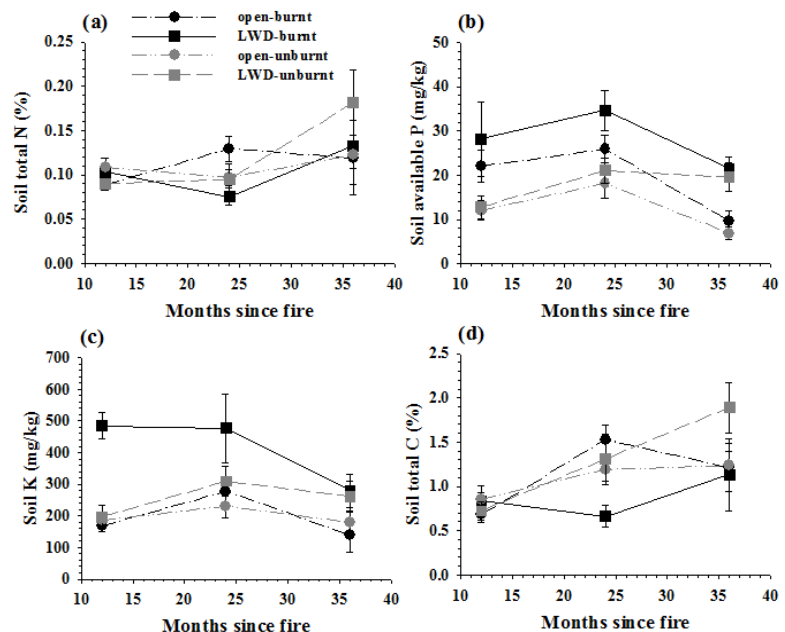 (a)
open-burnt
LWD-burnt
open-unburnt
LWD-unburnt
Soil total N (%)
0.25
0.20
0.15
0.10
0.05
0.00
10 15 20 25 30 35 40
Months since fire
(b)
Soil available P (mg/kg)
50
40
30
20
10
0
10 15 20 25 30 35 40
Months since fire
(c)
Soil K (mg/kg)
700
600
500
400
300
200
100
0
10 15 20 25 30 35 40
Months since fire
(d)
Soil total C (%)
2.5
2.0
1.5
1.0
0.5
0.0
10 15 20 25 30 35 40
Months since fire